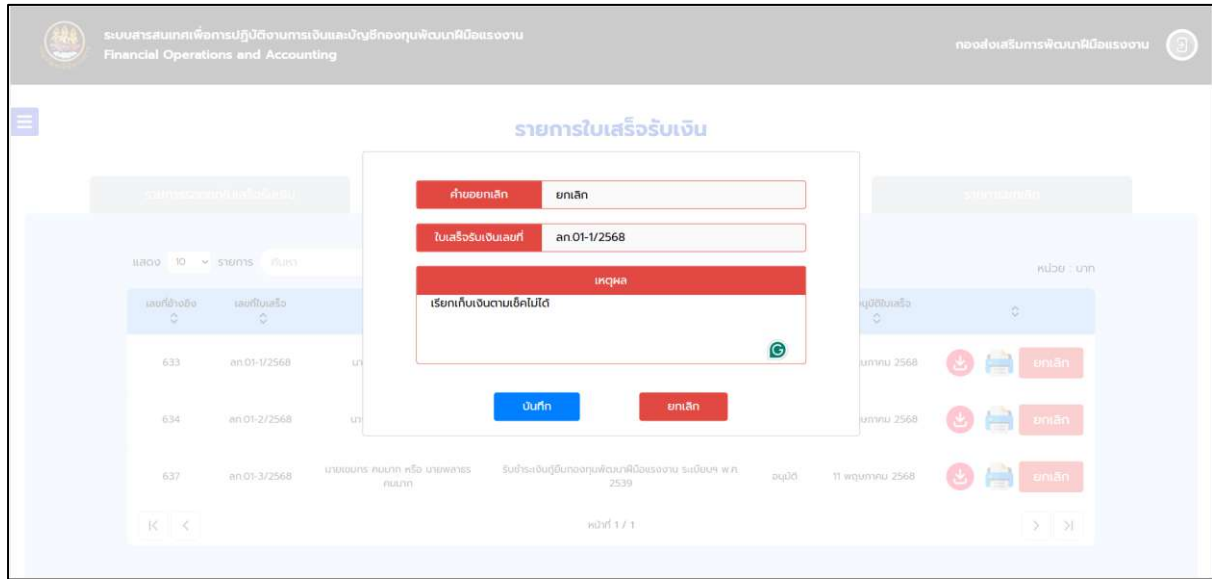 ระบบสารสนเทศเพื่อการปฏิบัติงานการเงินและบัญชีกองทุนพัฒนาฝีมือแรงงาน
Financial Operations and Accounting
กองส่งเสริมการพัฒนาฝีมือแรงงาน
รายการใบเสร็จรับเงิน
คำขอยกเลิก ยกเลิก
ใบเสร็จรับเงินเลขที่ ลก.01-1/2568
เหตุผล
เรียกเก็บเงินตามเช็คไม่ได้
บันทึก ยกเลิก
แสดง 10 รายการ ค้นหา
หน่วย : บาท
เลขที่อ้างอิง เลขที่ใบเสร็จ
633 ลก.01-1/2568 2568 ยกเลิก
634 ลก.01-2/2568 2568 ยกเลิก
637 ลก.01-3/2568 หรือ รับชำระเงินกู้ยืมกองทุนพัฒนาฝีมือแรงงาน ระเบียบฯ พ.ศ. อนุมัติ 11 พฤษภาคม 2568 ยกเลิก
2539
หน้าที่ 1 / 1